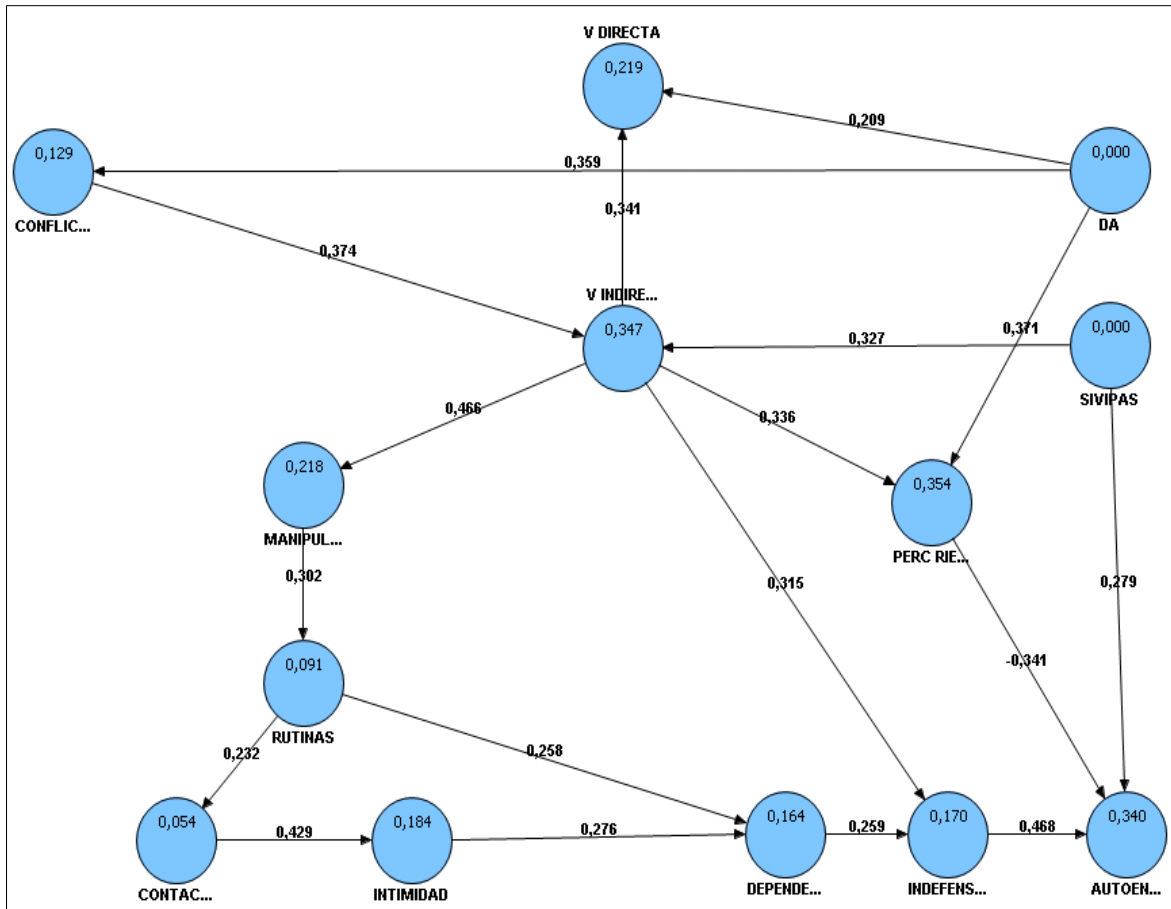 V DIRECTA
0,219
0,209
0,129
0,359
0,000
CONFLIC...
0,341
DA
0,374
V INDIRE...
0,347
0,327
0,371
0,000
SIVIPAS
0,466
0,336
0,218
0,354
MANIPUL...
PERC RIE...
0,302
0,315
0,279
0,091
-0,341
RUTINAS
0,232
0,258
0,054
0,429
0,184
0,276
0,164
0,259
0,170
0,468
0,340
CONTAC...
INTIMIDAD
DEPENDE...
INDEFENS...
AUTOEN...